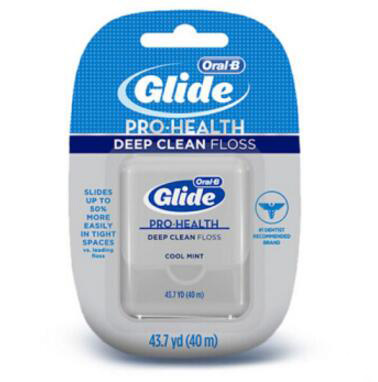 Oral-B
Glide
PRO-HEALTH
DEEP CLEAN FLOSS
SLIDES
UP TO
50%
MORE
EASILY
IN TIGHT
SPACES
vs. leading
floss
Oral-B
Glide
PRO-HEALTH
DEEP CLEAN FLOSS
COOL MINT
43.7 YD (40 m)
#1 DENTIST
RECOMMENDED
BRAND
43.7 yd (40 m)